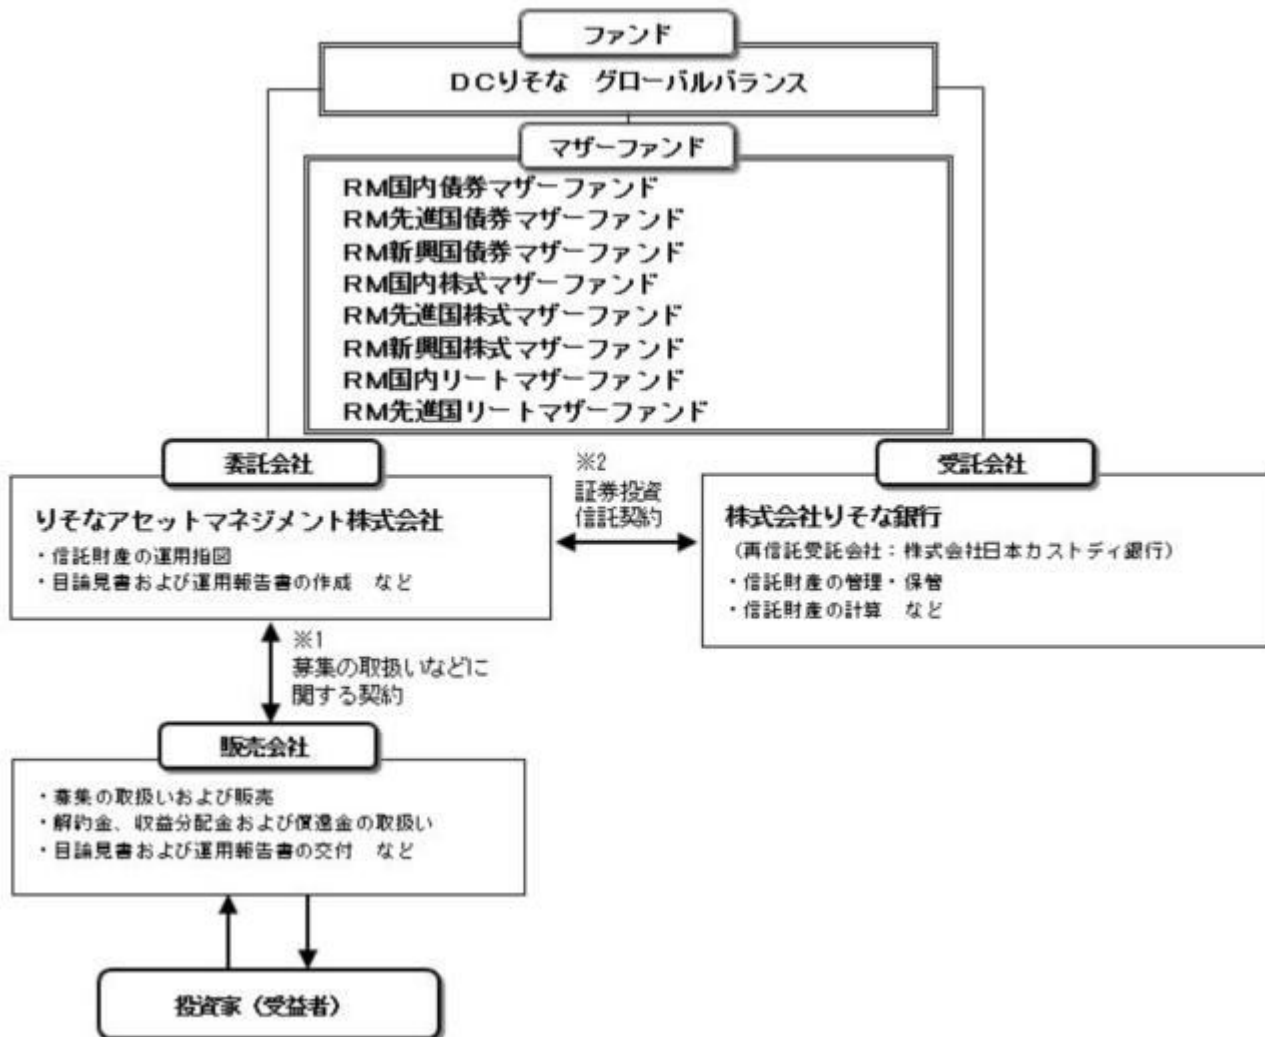 ファンド
DCりそな　グローバルバランス
マザーファンド
RM国内債券マザーファンド
RM先進国債券マザーファンド
RM新興国債券マザーファンド
RM国内株式マザーファンド
RM先進国株式マザーファンド
RM新興国株式マザーファンド
RM国内リートマザーファンド
RM先進国リートマザーファンド
委託会社
りそなアセットマネジメント株式会社
・信託財産の運用指図
・目論見書および運用報告書の作成　など
※2
証券投資
信託契約
受託会社
株式会社りそな銀行
（再信託受託会社：株式会社日本カストディ銀行）
・信託財産の管理・保管
・信託財産の計算　など
※1
募集の取扱いなどに
関する契約
販売会社
・募集の取扱いおよび販売
・解約金、収益分配金および償還金の取扱い
・目論見書および運用報告書の交付　など
投資家（受益者）